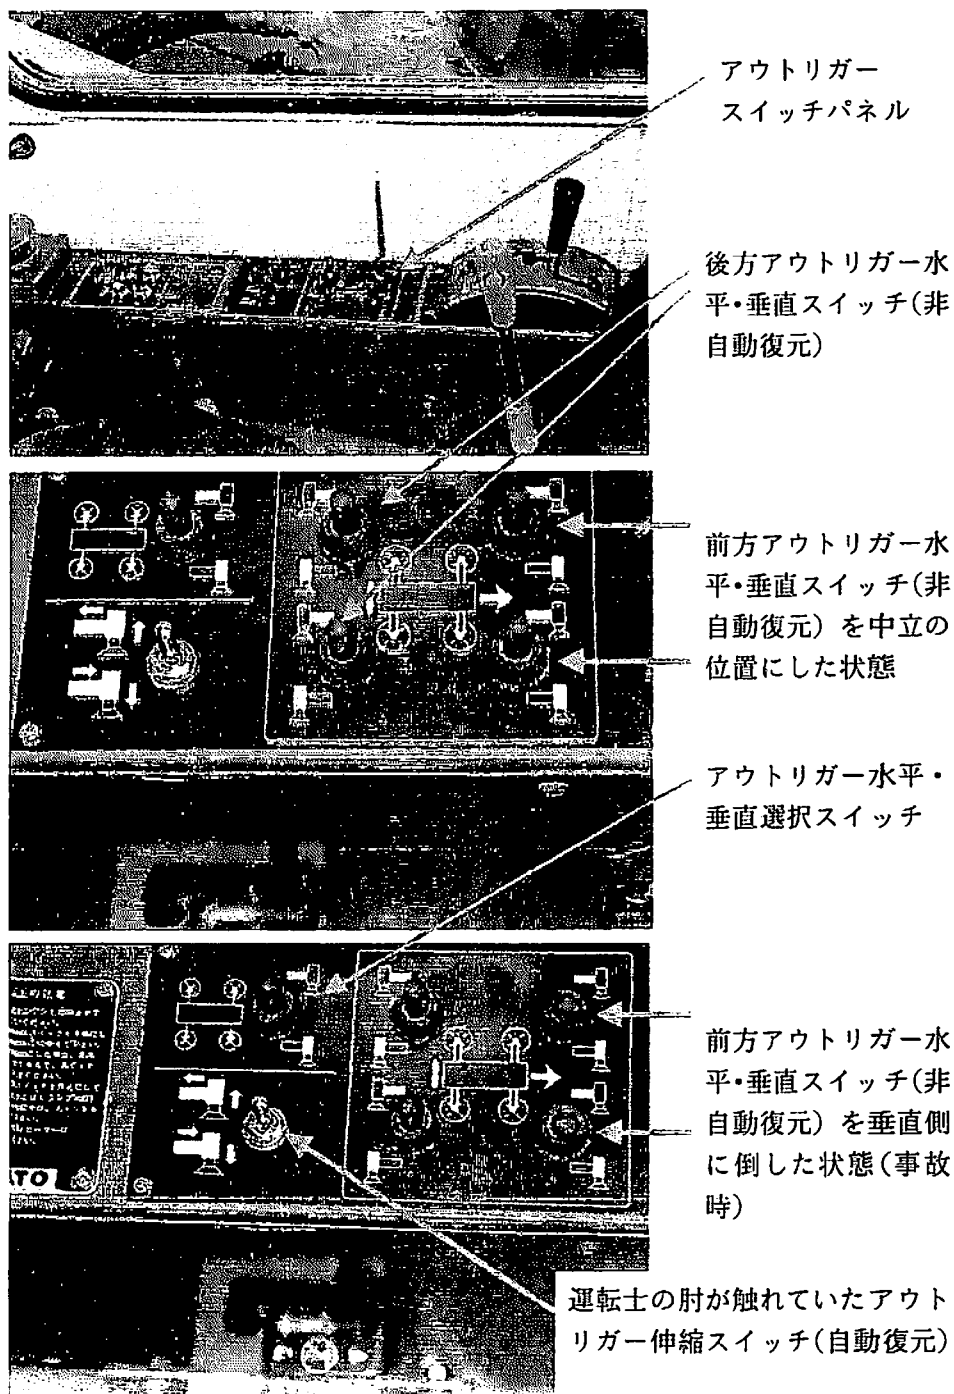 アウトリガー
スイッチパネル
後方アウトリガー水
平・垂直スイッチ(非
自動復元)
前方アウトリガー水
平・垂直スイッチ(非
自動復元)を中立の
位置にした状態
アウトリガー水平・
垂直選択スイッチ
前方アウトリガー水
平・垂直スイッチ(非
自動復元)を垂直側
に倒した状態(事故
時)
運転士の肘が触れていたアウト
リガー伸縮スイッチ(自動復元)